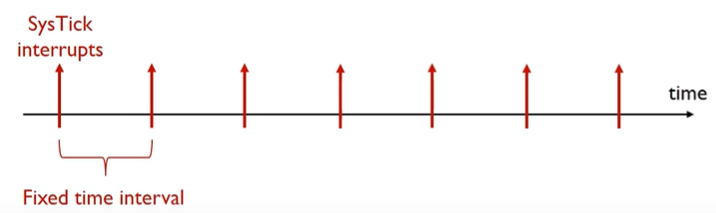 SysTick
interrupts
time
Fixed time interval